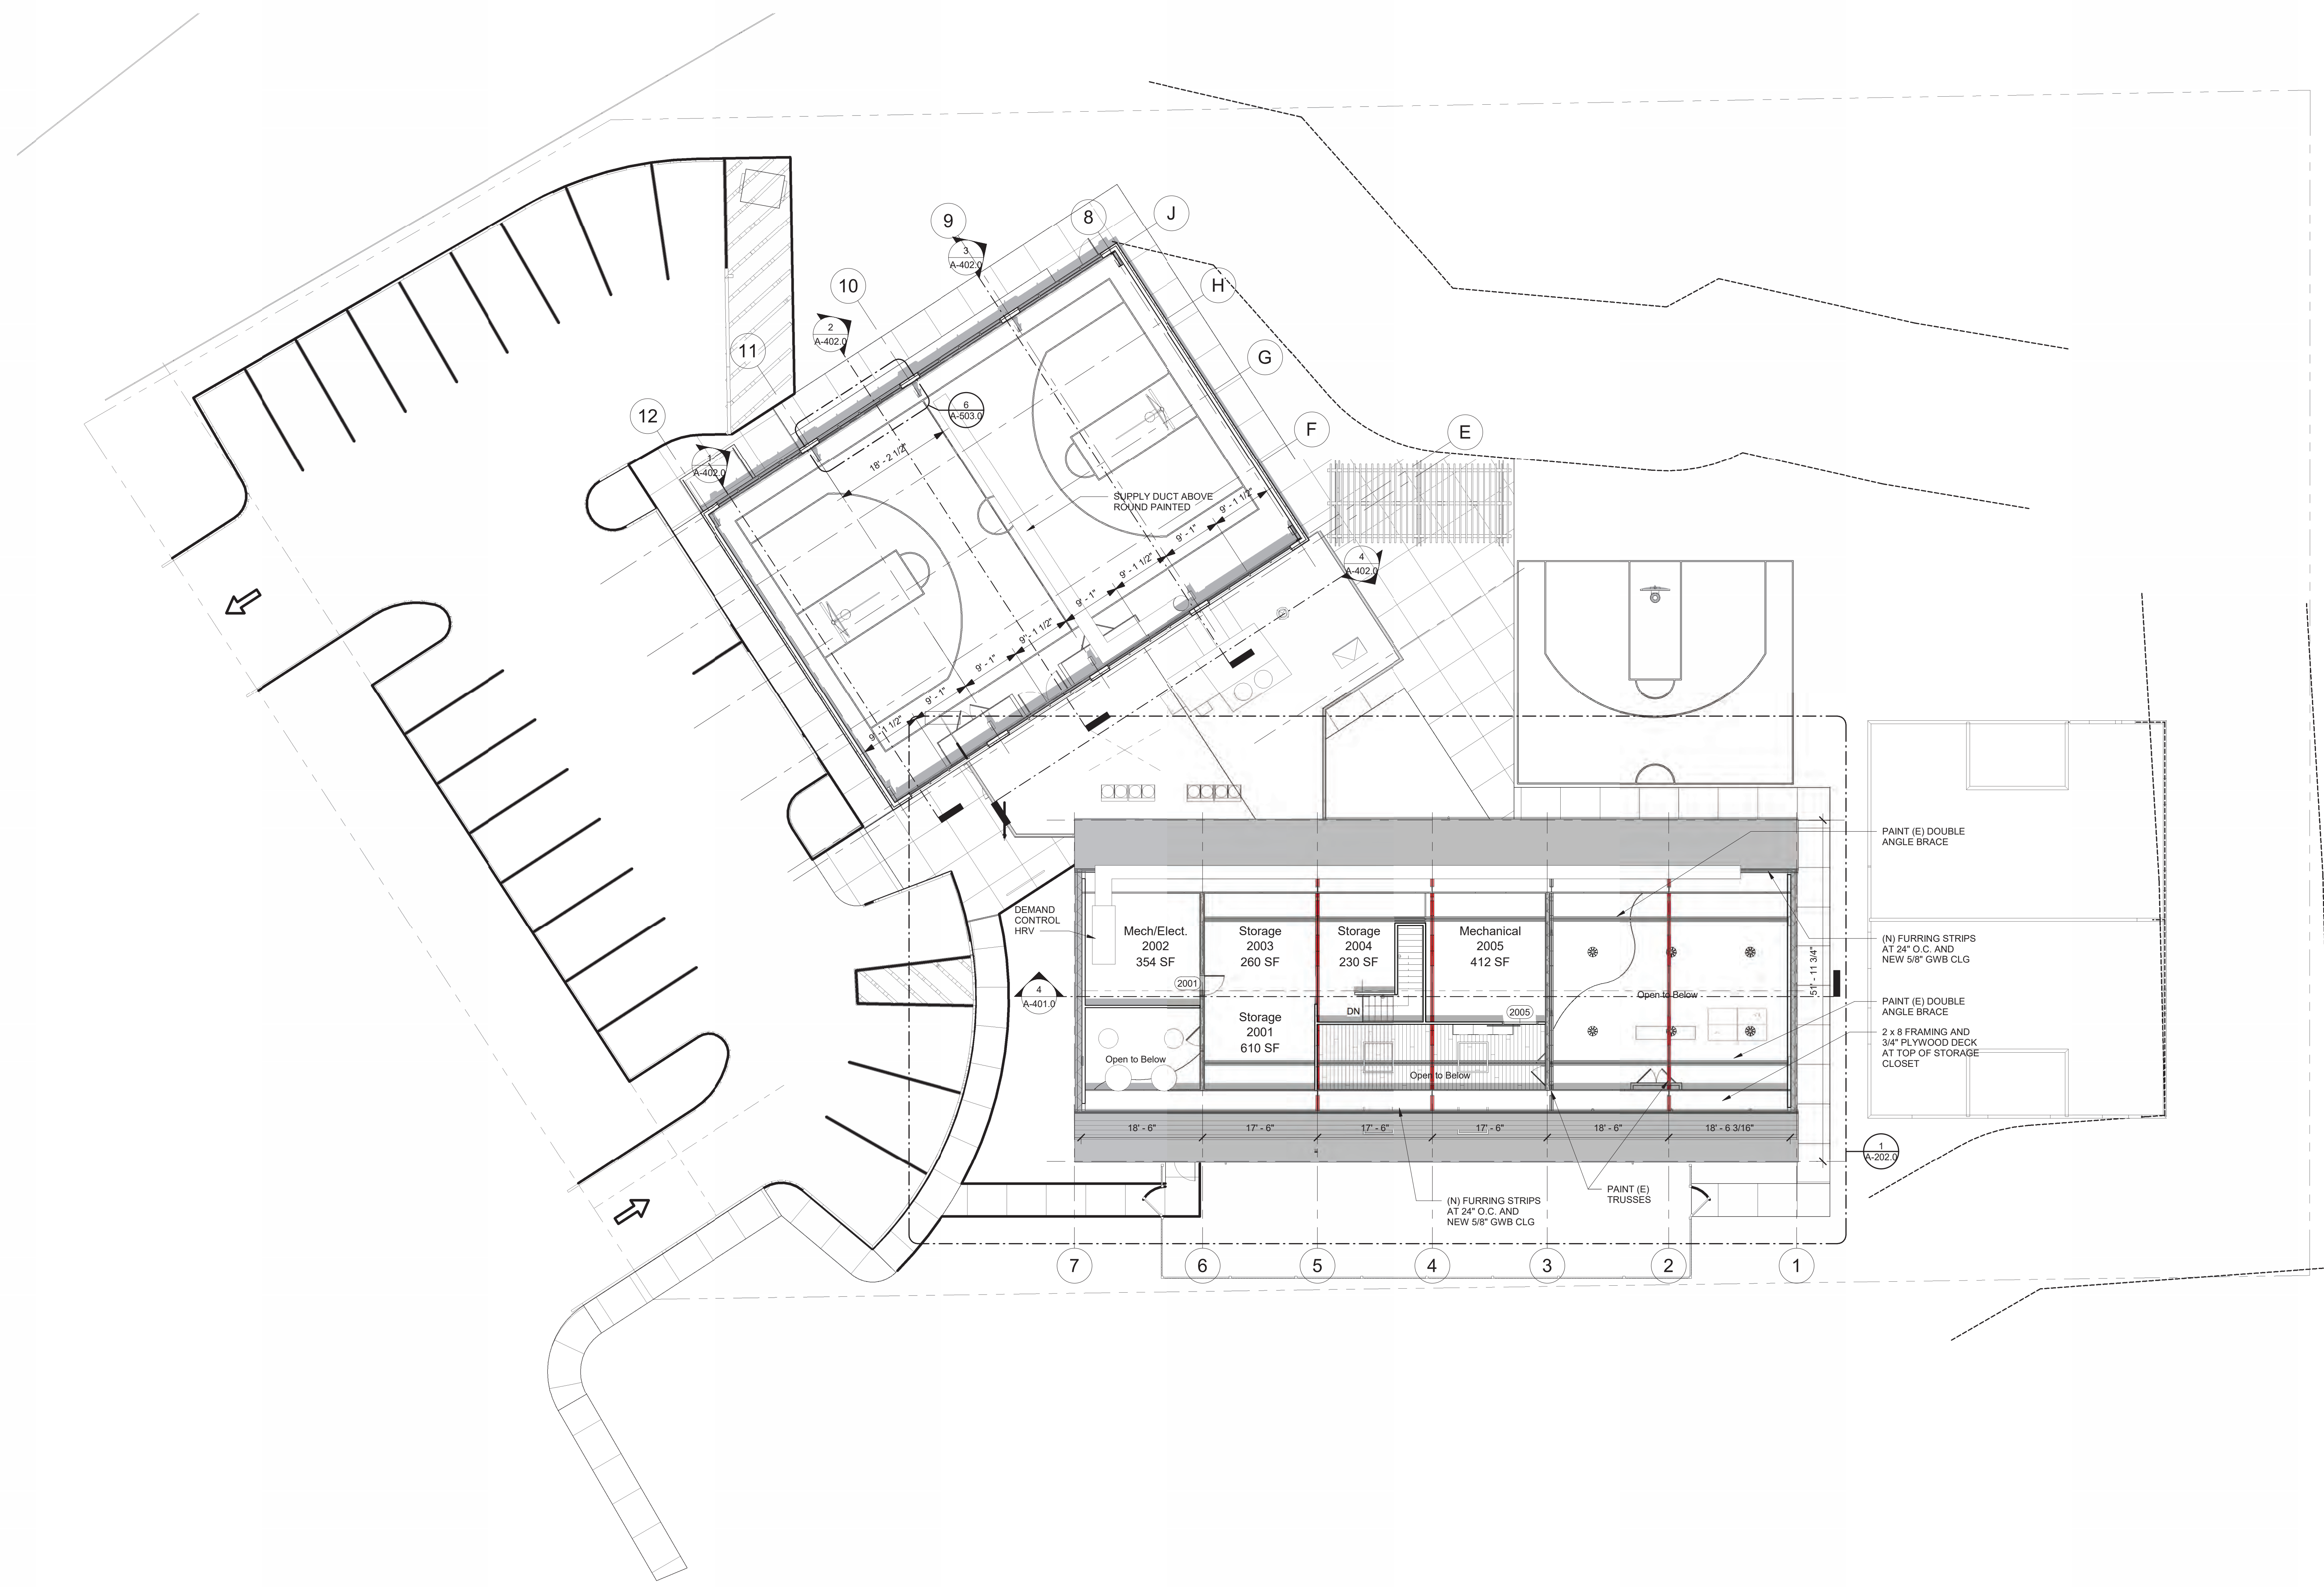 9
8
J
3
A-402.0
10
H
2
A-402.0
11
G
12
6
A-503.0
F
E
1
A-402.0
18' - 2 1/2"
SUPPLY DUCT ABOVE
ROUND PAINTED
9' - 1 1/2"
9' - 1"
9' - 1 1/2"
9' - 1"
9' - 1 1/2"
9' - 1"
9' - 1"
9' - 1 1/2"
4
A-402.0
PAINT (E) DOUBLE
ANGLE BRACE
DEMAND
CONTROL
HRV
Mech/Elect.
2002
354 SF
Storage
2003
260 SF
Storage
2004
230 SF
Mechanical
2005
412 SF
(N) FURRING STRIPS
AT 24" O.C. AND
NEW 5/8" GWB CLG
51' - 11 3/4"
2001
4
A-401.0
Open to Below
PAINT (E) DOUBLE
ANGLE BRACE
DN
2005
Storage
2001
610 SF
2 x 8 FRAMING AND
3/4" PLYWOOD DECK
AT TOP OF STORAGE
CLOSET
Open to Below
Open to Below
18' - 6"
17' - 6"
17' - 6"
17' - 6"
18' - 6"
18' - 6 3/16"
1
A-202.0
PAINT (E)
TRUSSES
(N) FURRING STRIPS
AT 24" O.C. AND
NEW 5/8" GWB CLG
7
6
5
4
3
2
1